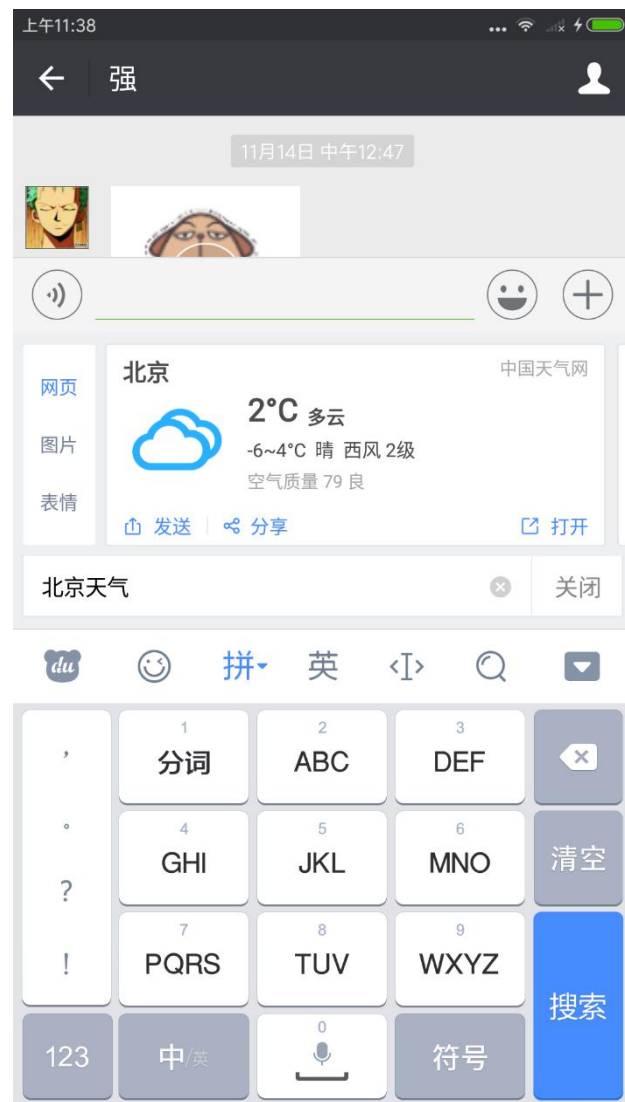 上午11:38
强
11月14日 中午12:47
网页
图片
表情
北京
中国天气网
2°C 多云
-6~4°C 晴 西风 2级
空气质量 79 良
发送
分享
打开
北京天气
关闭
du
拼
英
，
1
分词
2
ABC
3
DEF
。
4
GHI
5
JKL
6
MNO
清空
?
7
PQRS
8
TUV
9
WXYZ
!
搜索
123
中/英
0
符号